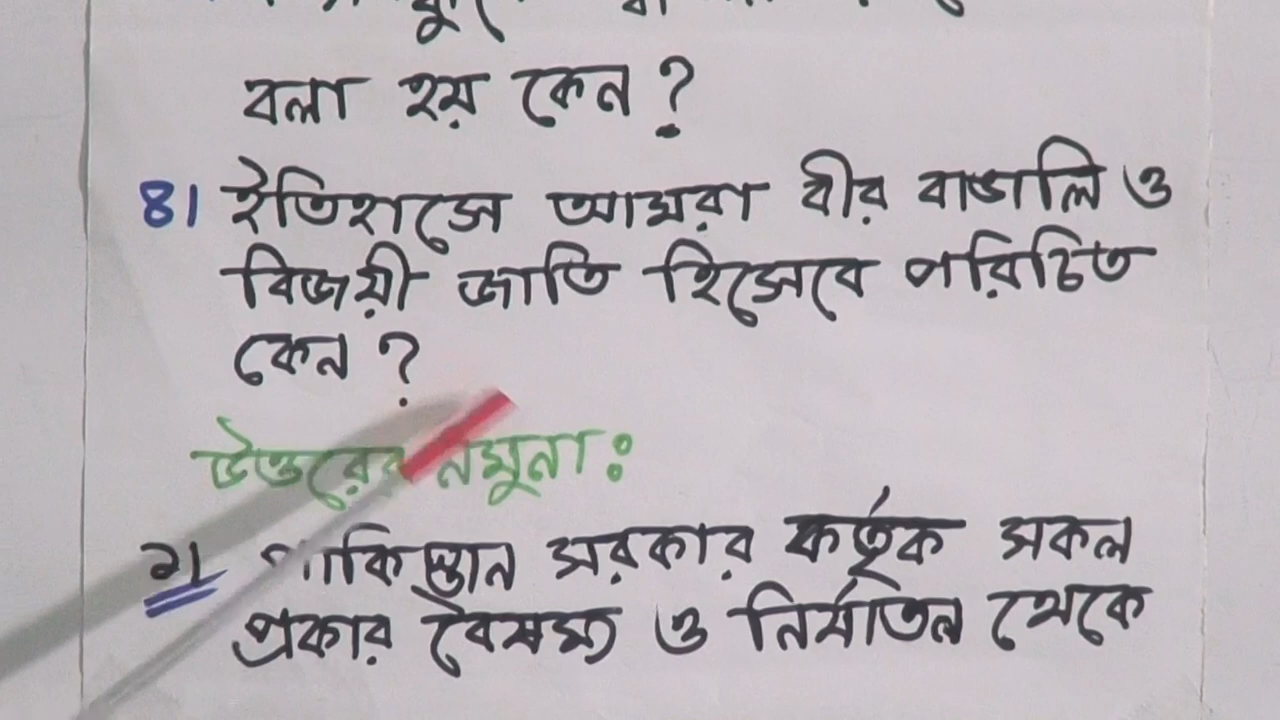 বলা হয় কেন ?
৪। ইতিহাসে আমরা বীর বাঙালি ও
বিজয়ী জাতি হিসেবে পরিচিত
কেন ?
উত্তরের নমুনাঃ
১। পাকিস্তান সরকার কর্তৃক সকল
প্রকার বৈষম্য ও নির্যাতন থেকে